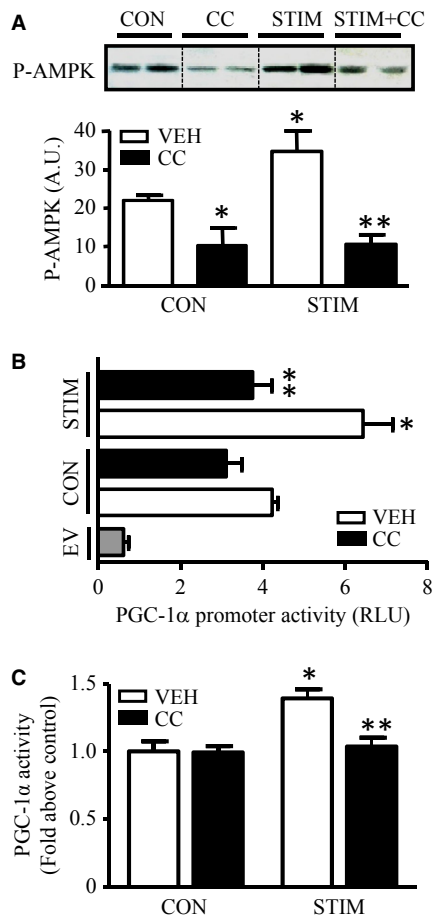 A
CON CC STIM STIM+CC
P-AMPK
P-AMPK (A.U.)
40
30
20
10
0
VEH
CC
*
*
**
CON STIM
B
STIM
CON
EV
**
*
VEH
CC
0 2 4 6 8
PGC-1α promoter activity (RLU)
C
PGC-1α activity
(Fold above control)
1.5
1.0
0.5
0
VEH
CC
*
**
CON STIM